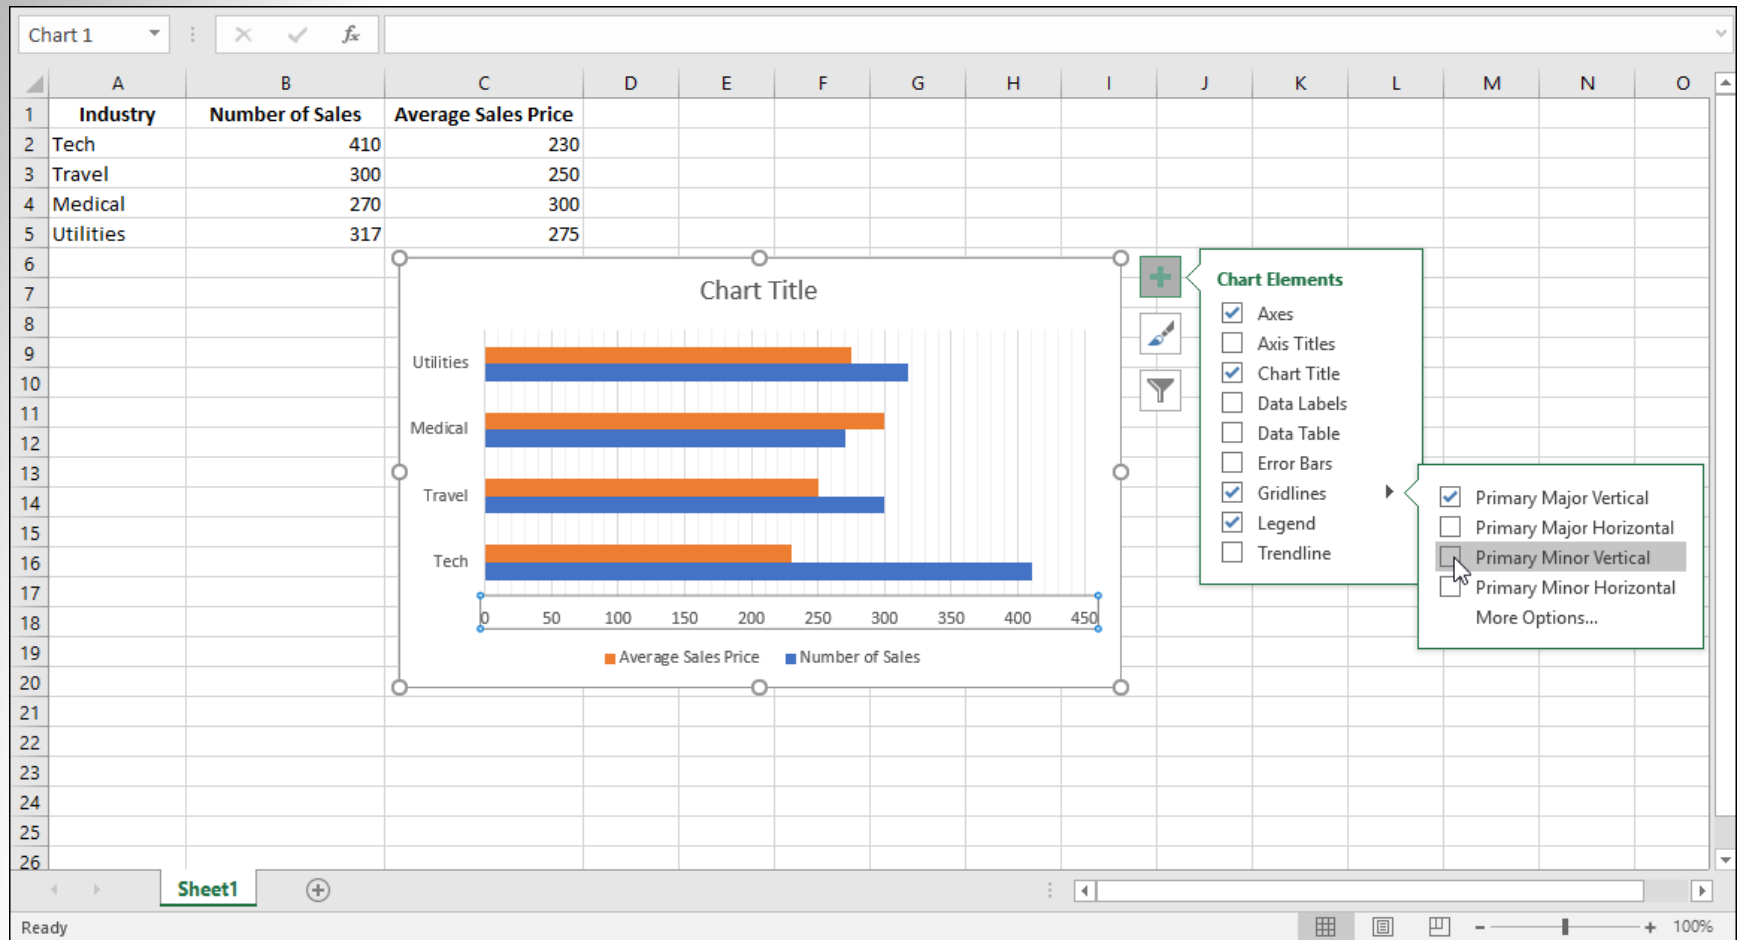 Chart 1
fx
A B C D E F G H I J K L M N O
1 Industry Number of Sales Average Sales Price
2 Tech 410 230
3 Travel 300 250
4 Medical 270 300
5 Utilities 317 275
6
7
8
9
10
11
12
13
14
15
16
17
18
19
20
21
22
23
24
25
26
Chart Title
Utilities
Medical
Travel
Tech
0 50 100 150 200 250 300 350 400 450
Average Sales Price Number of Sales
Chart Elements
Axes
Axis Titles
Chart Title
Data Labels
Data Table
Error Bars
Gridlines
Legend
Trendline
Primary Major Vertical
Primary Major Horizontal
Primary Minor Vertical
Primary Minor Horizontal
More Options...
Sheet1
Ready
100%